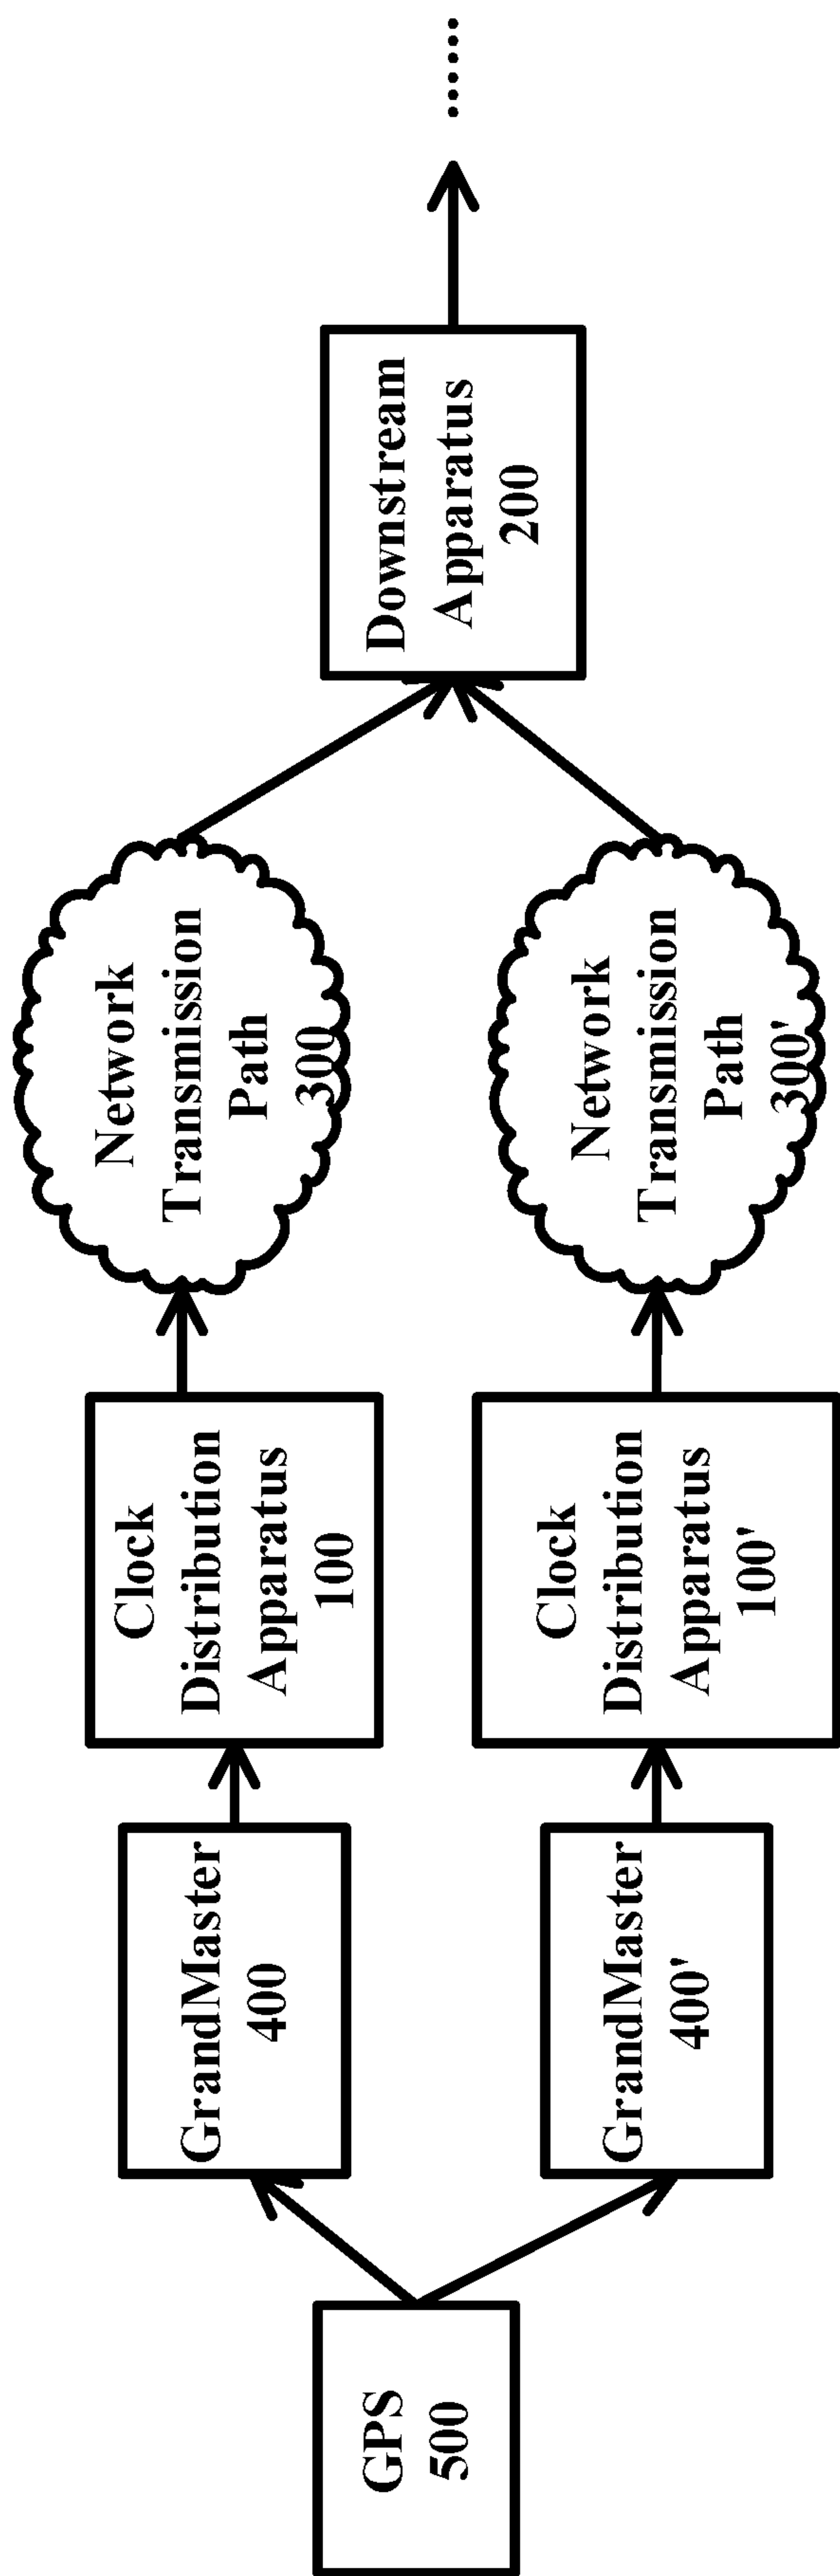 GPS
500
GrandMaster
400
GrandMaster
400'
Clock
Distribution
Apparatus
100
Clock
Distribution
Apparatus
100'
Network
Transmission
Path
300
Network
Transmission
Path
300'
Downstream
Apparatus
200
......